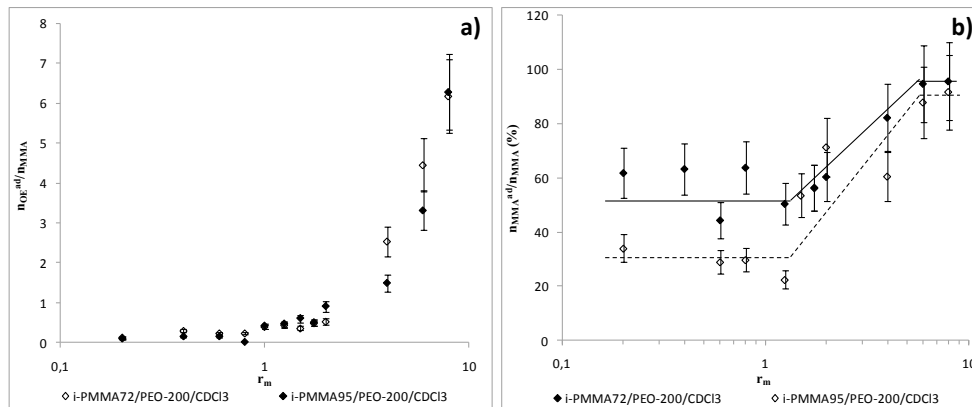 a)
n_OE^ad/n_MMA
8
7
6
5
4
3
2
1
0
0,1
1
10
r_m
i-PMMA72/PEO-200/CDCl3
i-PMMA95/PEO-200/CDCl3
b)
n_MMA^ad/n_MMA (%)
120
100
80
60
40
20
0
0,1
1
10
r_m
i-PMMA72/PEO-200/CDCl3
i-PMMA95/PEO-200/CDCl3